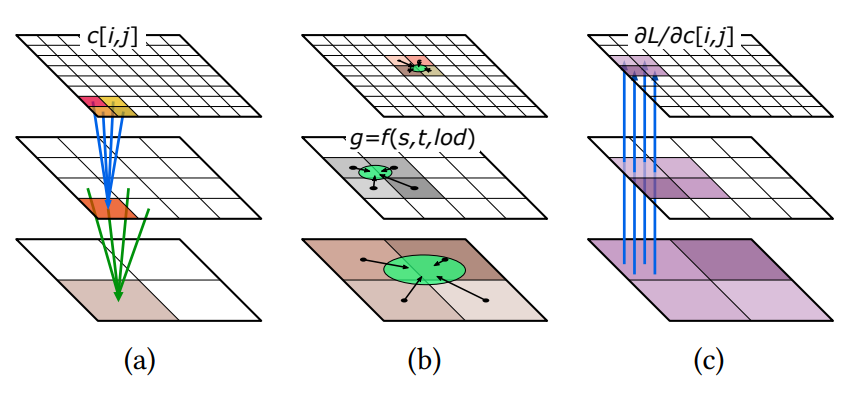 c[i,j]
∂L/∂c[i,j]
g=f(s,t,lod)
(a)
(b)
(c)